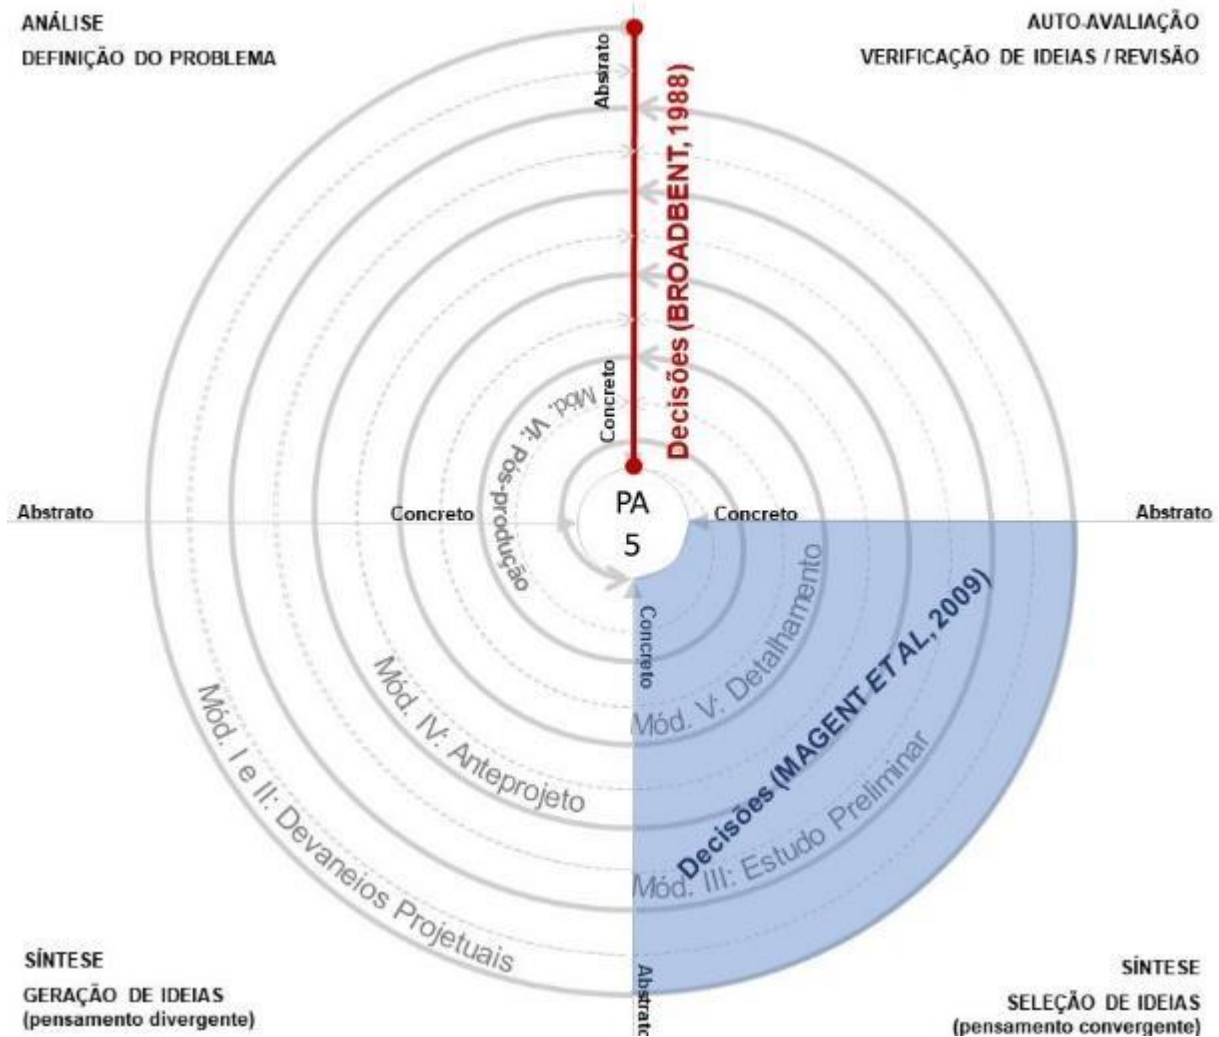 ANÁLISE
DEFINIÇÃO DO PROBLEMA
AUTO-AVALIAÇÃO
VERIFICAÇÃO DE IDEIAS / REVISÃO
Abstrato
Decisões (BROADBENT, 1988)
Concreto
Mód. VI: Pós-produção
Abstrato
Concreto
PA
5
Concreto
Abstrato
Concreto
Mód. V: Detalhamento
Decisões (MAGENT ET AL, 2009)
Mód. III: Estudo Preliminar
Mód. IV: Anteprojeto
Mód. I e II: Devaneios Projetuais
Abstrato
SÍNTESE
GERAÇÃO DE IDEIAS
(pensamento divergente)
SÍNTESE
SELEÇÃO DE IDEIAS
(pensamento convergente)